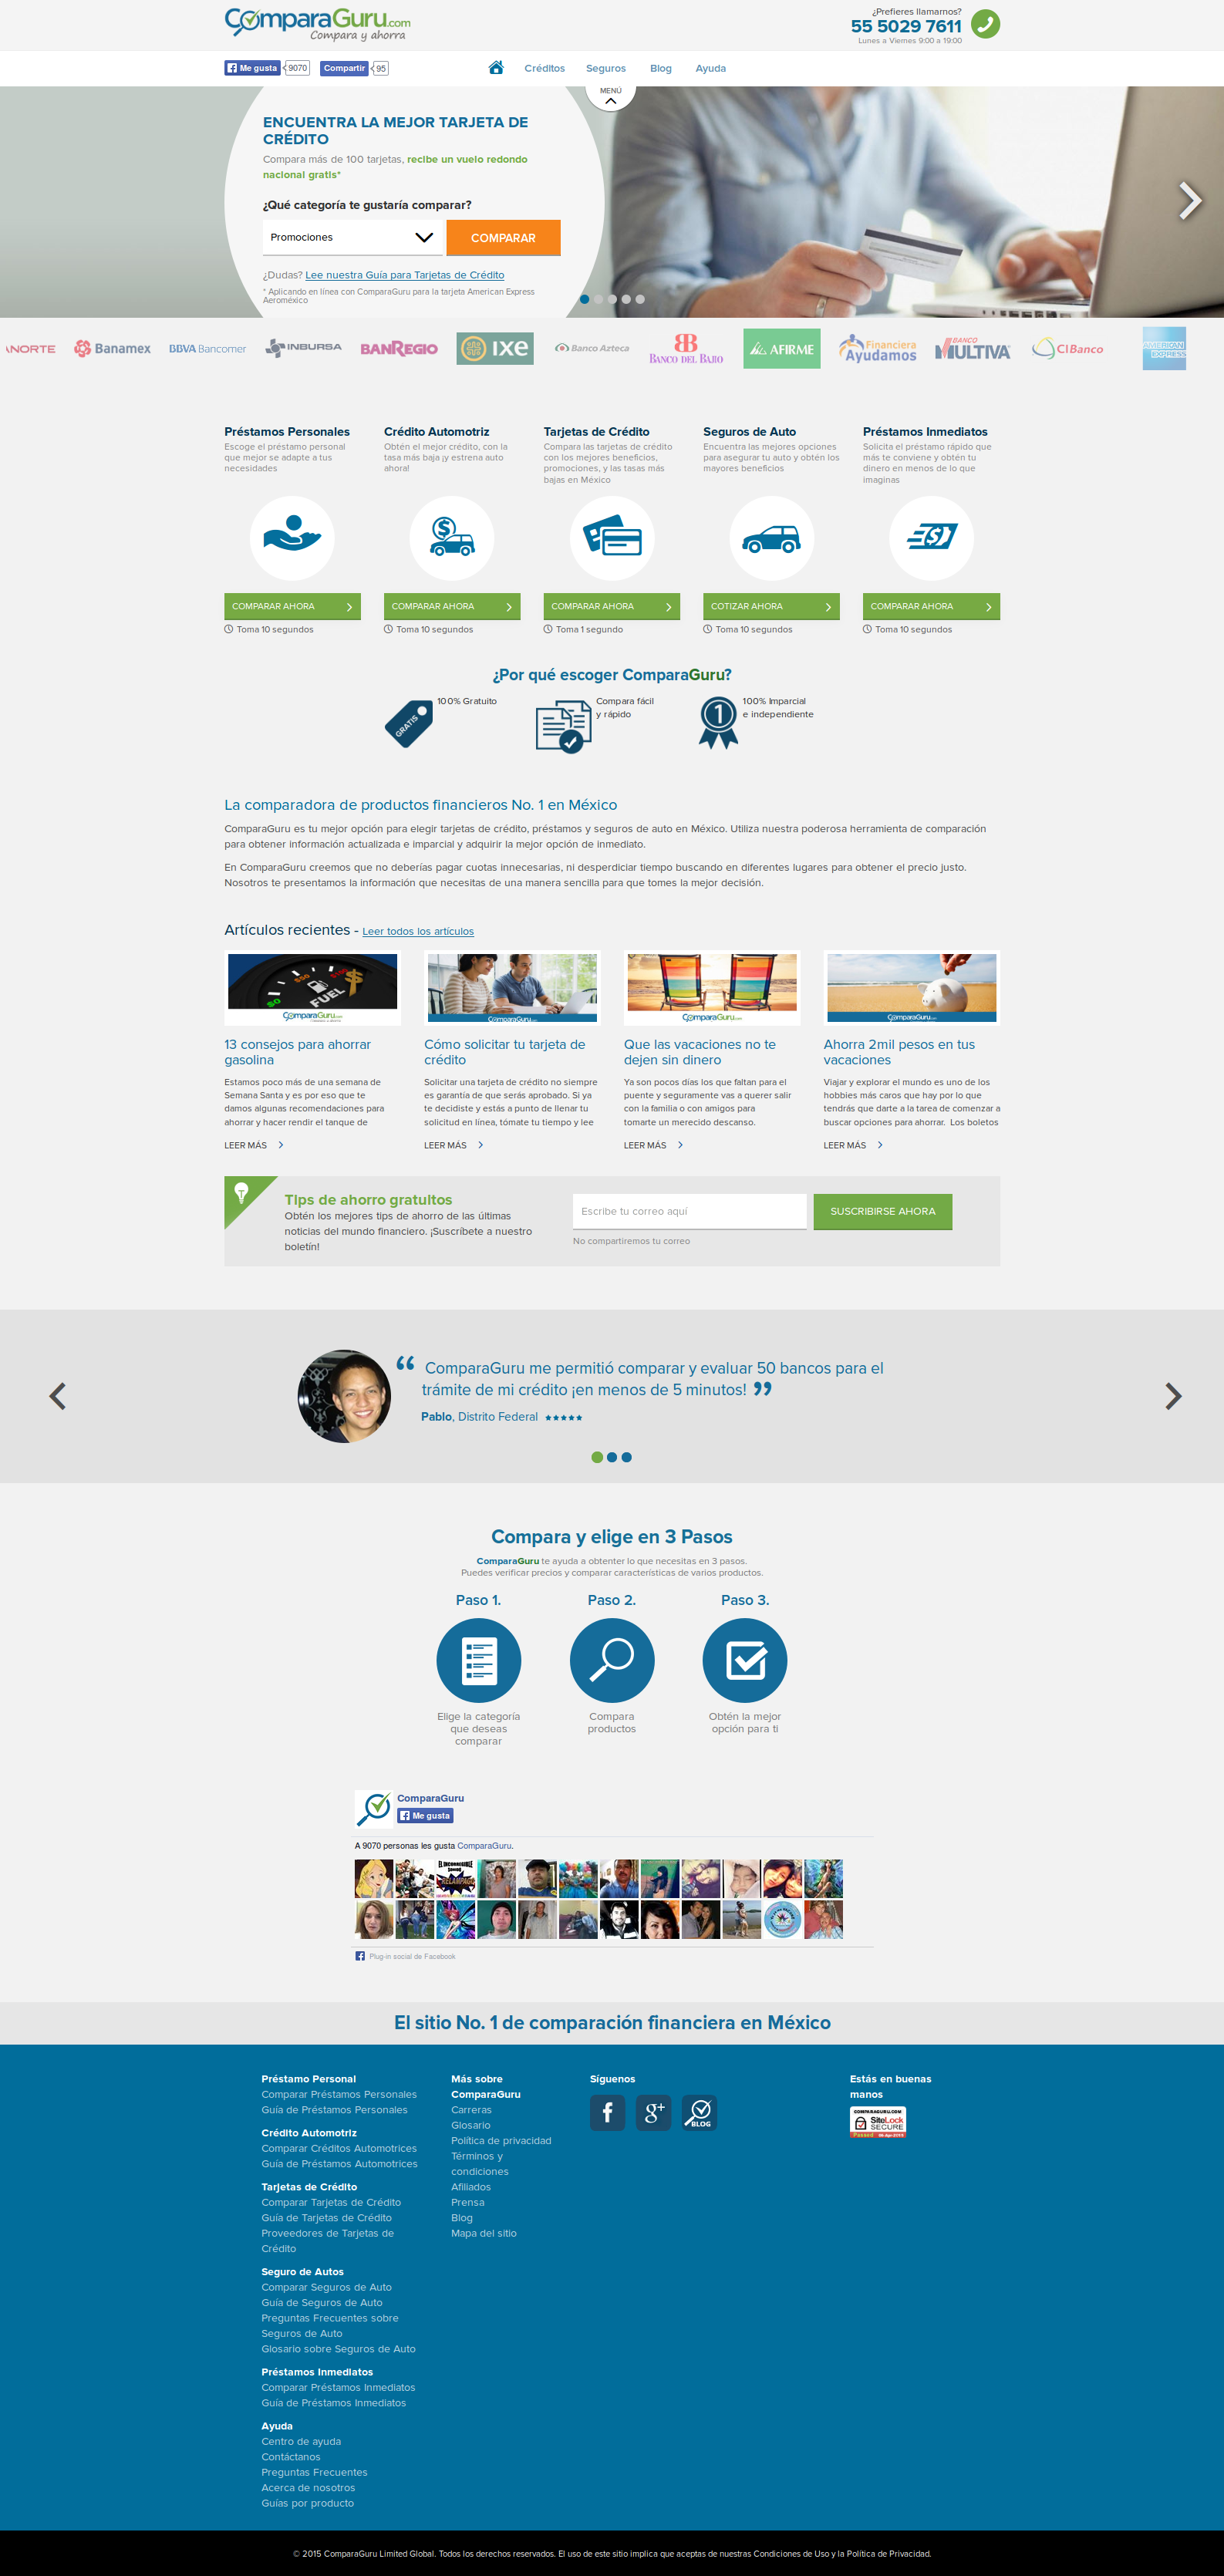 ComparaGuru.com
Compara y ahorra
¿Prefieres llamarnos?
55 5029 7611
Lunes a Viernes 9:00 a 19:00
Me gusta 9070 Compartir 95
Créditos Seguros Blog Ayuda
MENÚ
ENCUENTRA LA MEJOR TARJETA DE
CRÉDITO
Compara más de 100 tarjetas, recibe un vuelo redondo
nacional gratis*
¿Qué categoría te gustaría comparar?
Promociones COMPARAR
¿Dudas? Lee nuestra Guía para Tarjetas de Crédito
* Aplicando en línea con ComparaGuru para la tarjeta American Express
Aeroméxico
ANORTE Banamex BBVA Bancomer INBURSA BANREGIO IXE Banco Azteca BANCO DEL BAJIO AFIRME Financiera Ayudamos BANCO MULTIVA CIBanco AMERICAN EXPRESS
Préstamos Personales
Escoge el préstamo personal
que mejor se adapte a tus
necesidades
COMPARAR AHORA
Toma 10 segundos
Crédito Automotriz
Obtén el mejor crédito, con la
tasa más baja ¡y estrena auto
ahora!
COMPARAR AHORA
Toma 10 segundos
Tarjetas de Crédito
Compara las tarjetas de crédito
con los mejores beneficios,
promociones, y las tasas más
bajas en México
COMPARAR AHORA
Toma 1 segundo
Seguros de Auto
Encuentra las mejores opciones
para asegurar tu auto y obtén los
mayores beneficios
COTIZAR AHORA
Toma 10 segundos
Préstamos Inmediatos
Solicita el préstamo rápido que
más te conviene y obtén tu
dinero en menos de lo que
imaginas
COMPARAR AHORA
Toma 10 segundos
¿Por qué escoger ComparaGuru?
GRATIS
100% Gratuito
Compara fácil
y rápido
1
100% Imparcial
e independiente
La comparadora de productos financieros No. 1 en México
ComparaGuru es tu mejor opción para elegir tarjetas de crédito, préstamos y seguros de auto en México. Utiliza nuestra poderosa herramienta de comparación
para obtener información actualizada e imparcial y adquirir la mejor opción de inmediato.
En ComparaGuru creemos que no deberías pagar cuotas innecesarias, ni desperdiciar tiempo buscando en diferentes lugares para obtener el precio justo.
Nosotros te presentamos la información que necesitas de una manera sencilla para que tomes la mejor decisión.
Artículos recientes - Leer todos los artículos
FUEL
ComparaGuru.com
13 consejos para ahorrar
gasolina
Estamos poco más de una semana de
Semana Santa y es por eso que te
damos algunas recomendaciones para
ahorrar y hacer rendir el tanque de
LEER MÁS
ComparaGuru.com
Cómo solicitar tu tarjeta de
crédito
Solicitar una tarjeta de crédito no siempre
es garantía de que serás aprobado. Si ya
te decidiste y estás a punto de llenar tu
solicitud en línea, tómate tu tiempo y lee
LEER MÁS
ComparaGuru.com
Que las vacaciones no te
dejen sin dinero
Ya son pocos días los que faltan para el
puente y seguramente vas a querer salir
con la familia o con amigos para
tomarte un merecido descanso.
LEER MÁS
ComparaGuru.com
Ahorra 2mil pesos en tus
vacaciones
Viajar y explorar el mundo es uno de los
hobbies más caros que hay por lo que
tendrás que darte a la tarea de comenzar a
buscar opciones para ahorrar. Los boletos
LEER MÁS
Tips de ahorro gratuitos
Obtén los mejores tips de ahorro de las últimas
noticias del mundo financiero. ¡Suscríbete a nuestro
boletín!
Escribe tu correo aquí SUSCRIBIRSE AHORA
No compartiremos tu correo
“ ComparaGuru me permitió comparar y evaluar 50 bancos para el
trámite de mi crédito ¡en menos de 5 minutos! ”
Pablo, Distrito Federal ★★★★★
Compara y elige en 3 Pasos
ComparaGuru te ayuda a obtenter lo que necesitas en 3 pasos.
Puedes verificar precios y comparar características de varios productos.
Paso 1. Paso 2. Paso 3.
Elige la categoría
que deseas
comparar
Compara
productos
Obtén la mejor
opción para ti
ComparaGuru
Me gusta
A 9070 personas les gusta ComparaGuru.
Plug-in social de Facebook
El sitio No. 1 de comparación financiera en México
Préstamo Personal
Comparar Préstamos Personales
Guía de Préstamos Personales
Crédito Automotriz
Comparar Créditos Automotrices
Guía de Préstamos Automotrices
Tarjetas de Crédito
Comparar Tarjetas de Crédito
Guía de Tarjetas de Crédito
Proveedores de Tarjetas de
Crédito
Seguro de Autos
Comparar Seguros de Auto
Guía de Seguros de Auto
Preguntas Frecuentes sobre
Seguros de Auto
Glosario sobre Seguros de Auto
Préstamos Inmediatos
Comparar Préstamos Inmediatos
Guía de Préstamos Inmediatos
Ayuda
Centro de ayuda
Contáctanos
Preguntas Frecuentes
Acerca de nosotros
Guías por producto
Más sobre
ComparaGuru
Carreras
Glosario
Política de privacidad
Términos y
condiciones
Afiliados
Prensa
Blog
Mapa del sitio
Síguenos
f g+ BLOG
Estás en buenas
manos
COMPARAGURU.COM
SiteLock
SECURE
Passed
© 2015 ComparaGuru Limited Global. Todos los derechos reservados. El uso de este sitio implica que aceptas de nuestras Condiciones de Uso y la Política de Privacidad.